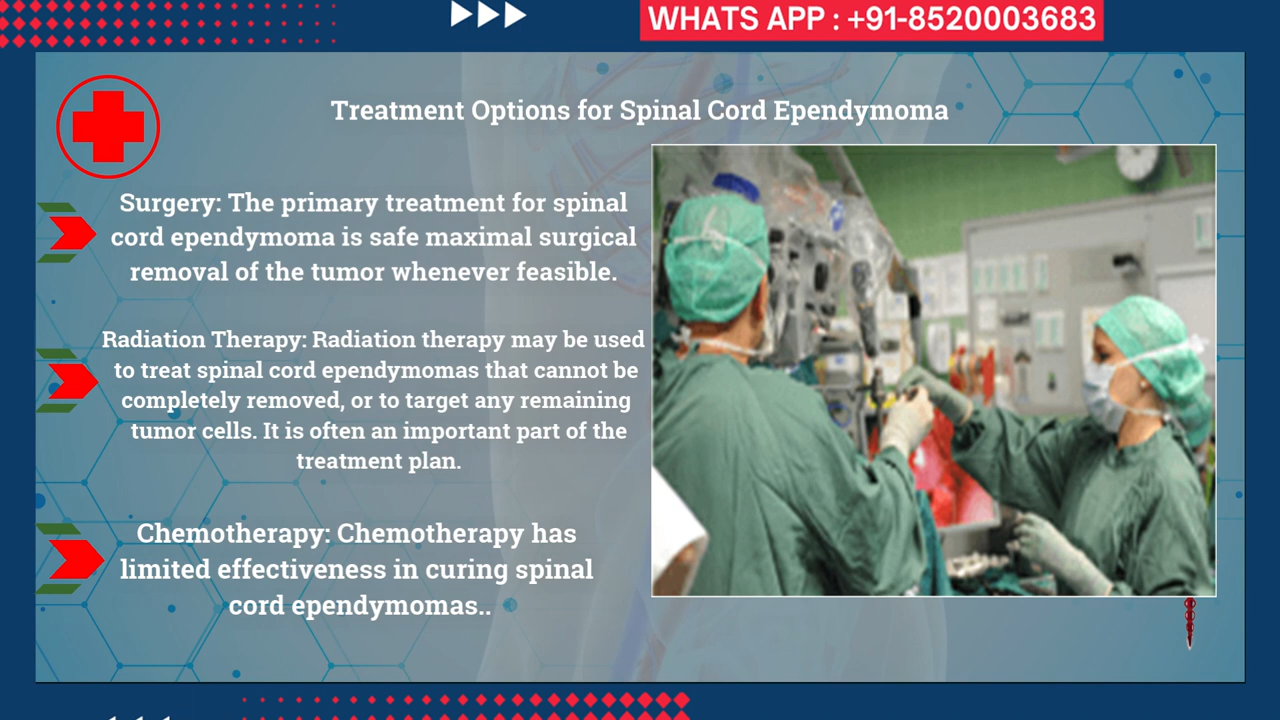 WHATS APP : +91-8520003683
Treatment Options for Spinal Cord Ependymoma
Surgery: The primary treatment for spinal
cord ependymoma is safe maximal surgical
removal of the tumor whenever feasible.
Radiation Therapy: Radiation therapy may be used
to treat spinal cord ependymomas that cannot be
completely removed, or to target any remaining
tumor cells. It is often an important part of the
treatment plan.
Chemotherapy: Chemotherapy has
limited effectiveness in curing spinal
cord ependymomas..